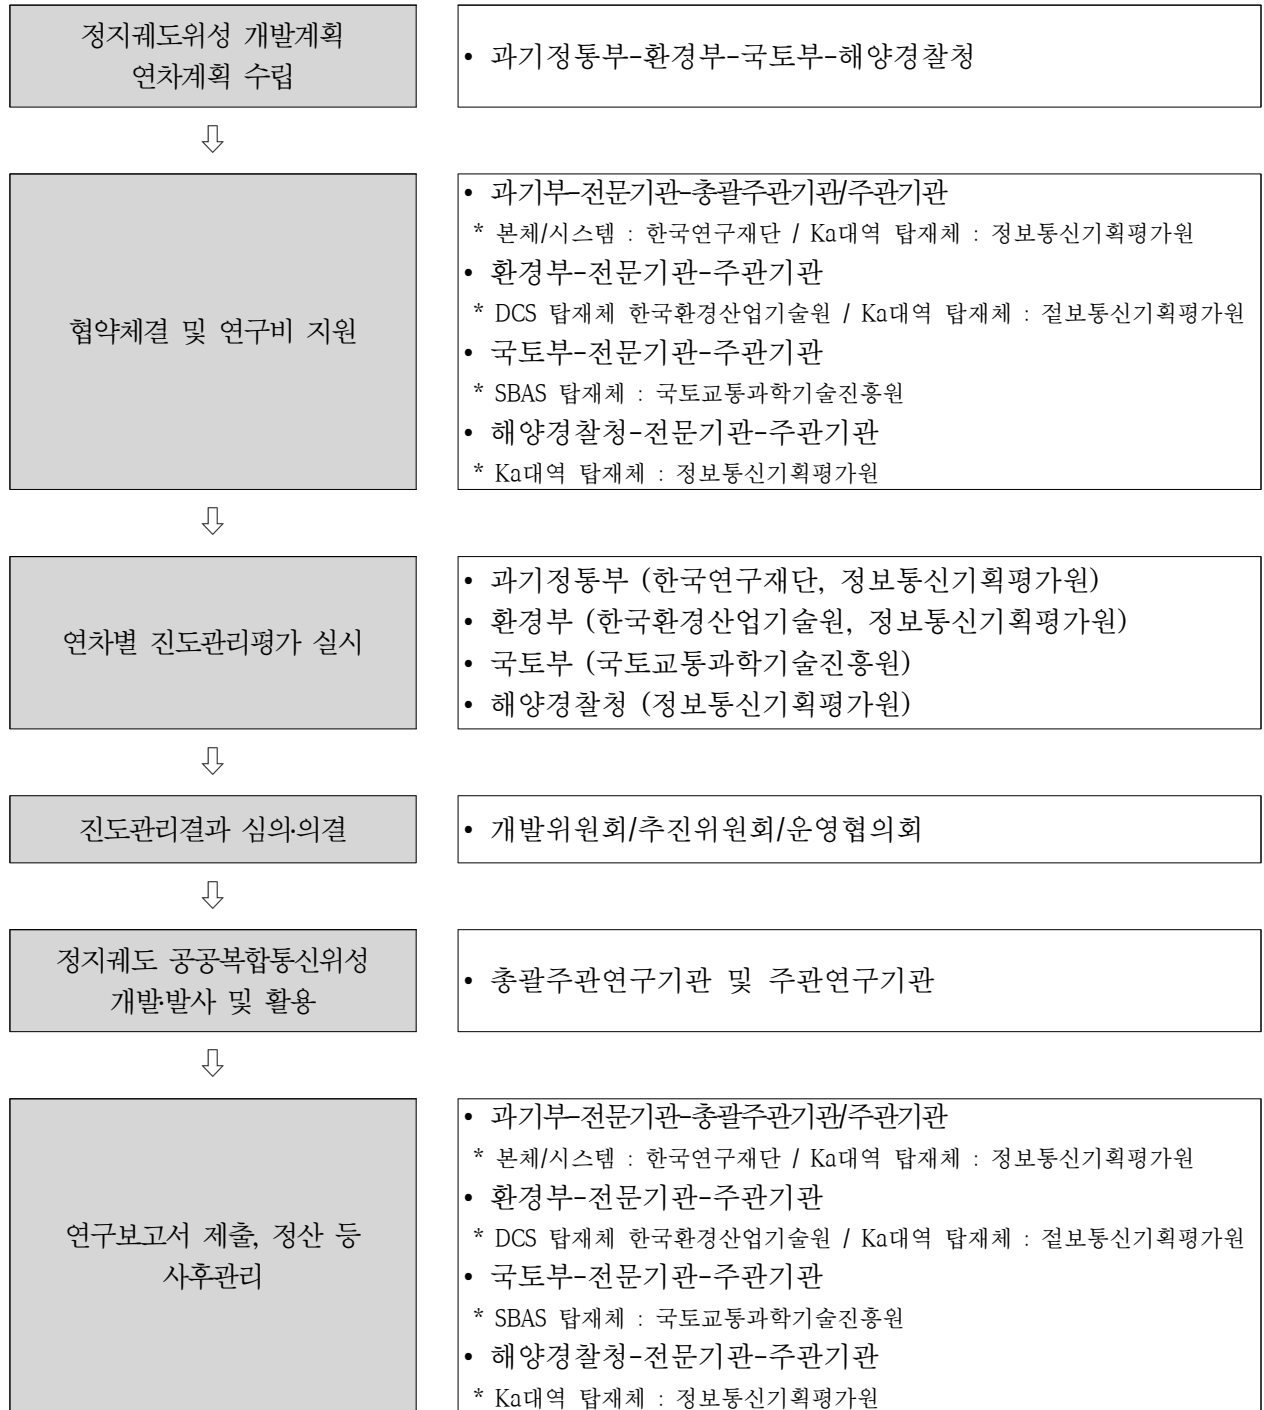 정지궤도위성 개발계획
연차계획 수립
• 과기정통부-환경부-국토부-해양경찰청
⇩
협약체결 및 연구비 지원
• 과기부-전문기관-총괄주관기관/주관기관
* 본체/시스템 : 한국연구재단 / Ka대역 탑재체 : 정보통신기획평가원
• 환경부-전문기관-주관기관
* DCS 탑재체 한국환경산업기술원 / Ka대역 탑재체 : 절보통신기획평가원
• 국토부-전문기관-주관기관
* SBAS 탑재체 : 국토교통과학기술진흥원
• 해양경찰청-전문기관-주관기관
* Ka대역 탑재체 : 정보통신기획평가원
⇩
연차별 진도관리평가 실시
• 과기정통부 (한국연구재단, 정보통신기획평가원)
• 환경부 (한국환경산업기술원, 정보통신기획평가원)
• 국토부 (국토교통과학기술진흥원)
• 해양경찰청 (정보통신기획평가원)
⇩
진도관리결과 심의·의결
• 개발위원회/추진위원회/운영협의회
⇩
정지궤도 공공복합통신위성
개발·발사 및 활용
• 총괄주관연구기관 및 주관연구기관
⇩
연구보고서 제출, 정산 등
사후관리
• 과기부-전문기관-총괄주관기관/주관기관
* 본체/시스템 : 한국연구재단 / Ka대역 탑재체 : 정보통신기획평가원
• 환경부-전문기관-주관기관
* DCS 탑재체 한국환경산업기술원 / Ka대역 탑재체 : 절보통신기획평가원
• 국토부-전문기관-주관기관
* SBAS 탑재체 : 국토교통과학기술진흥원
• 해양경찰청-전문기관-주관기관
* Ka대역 탑재체 : 정보통신기획평가원